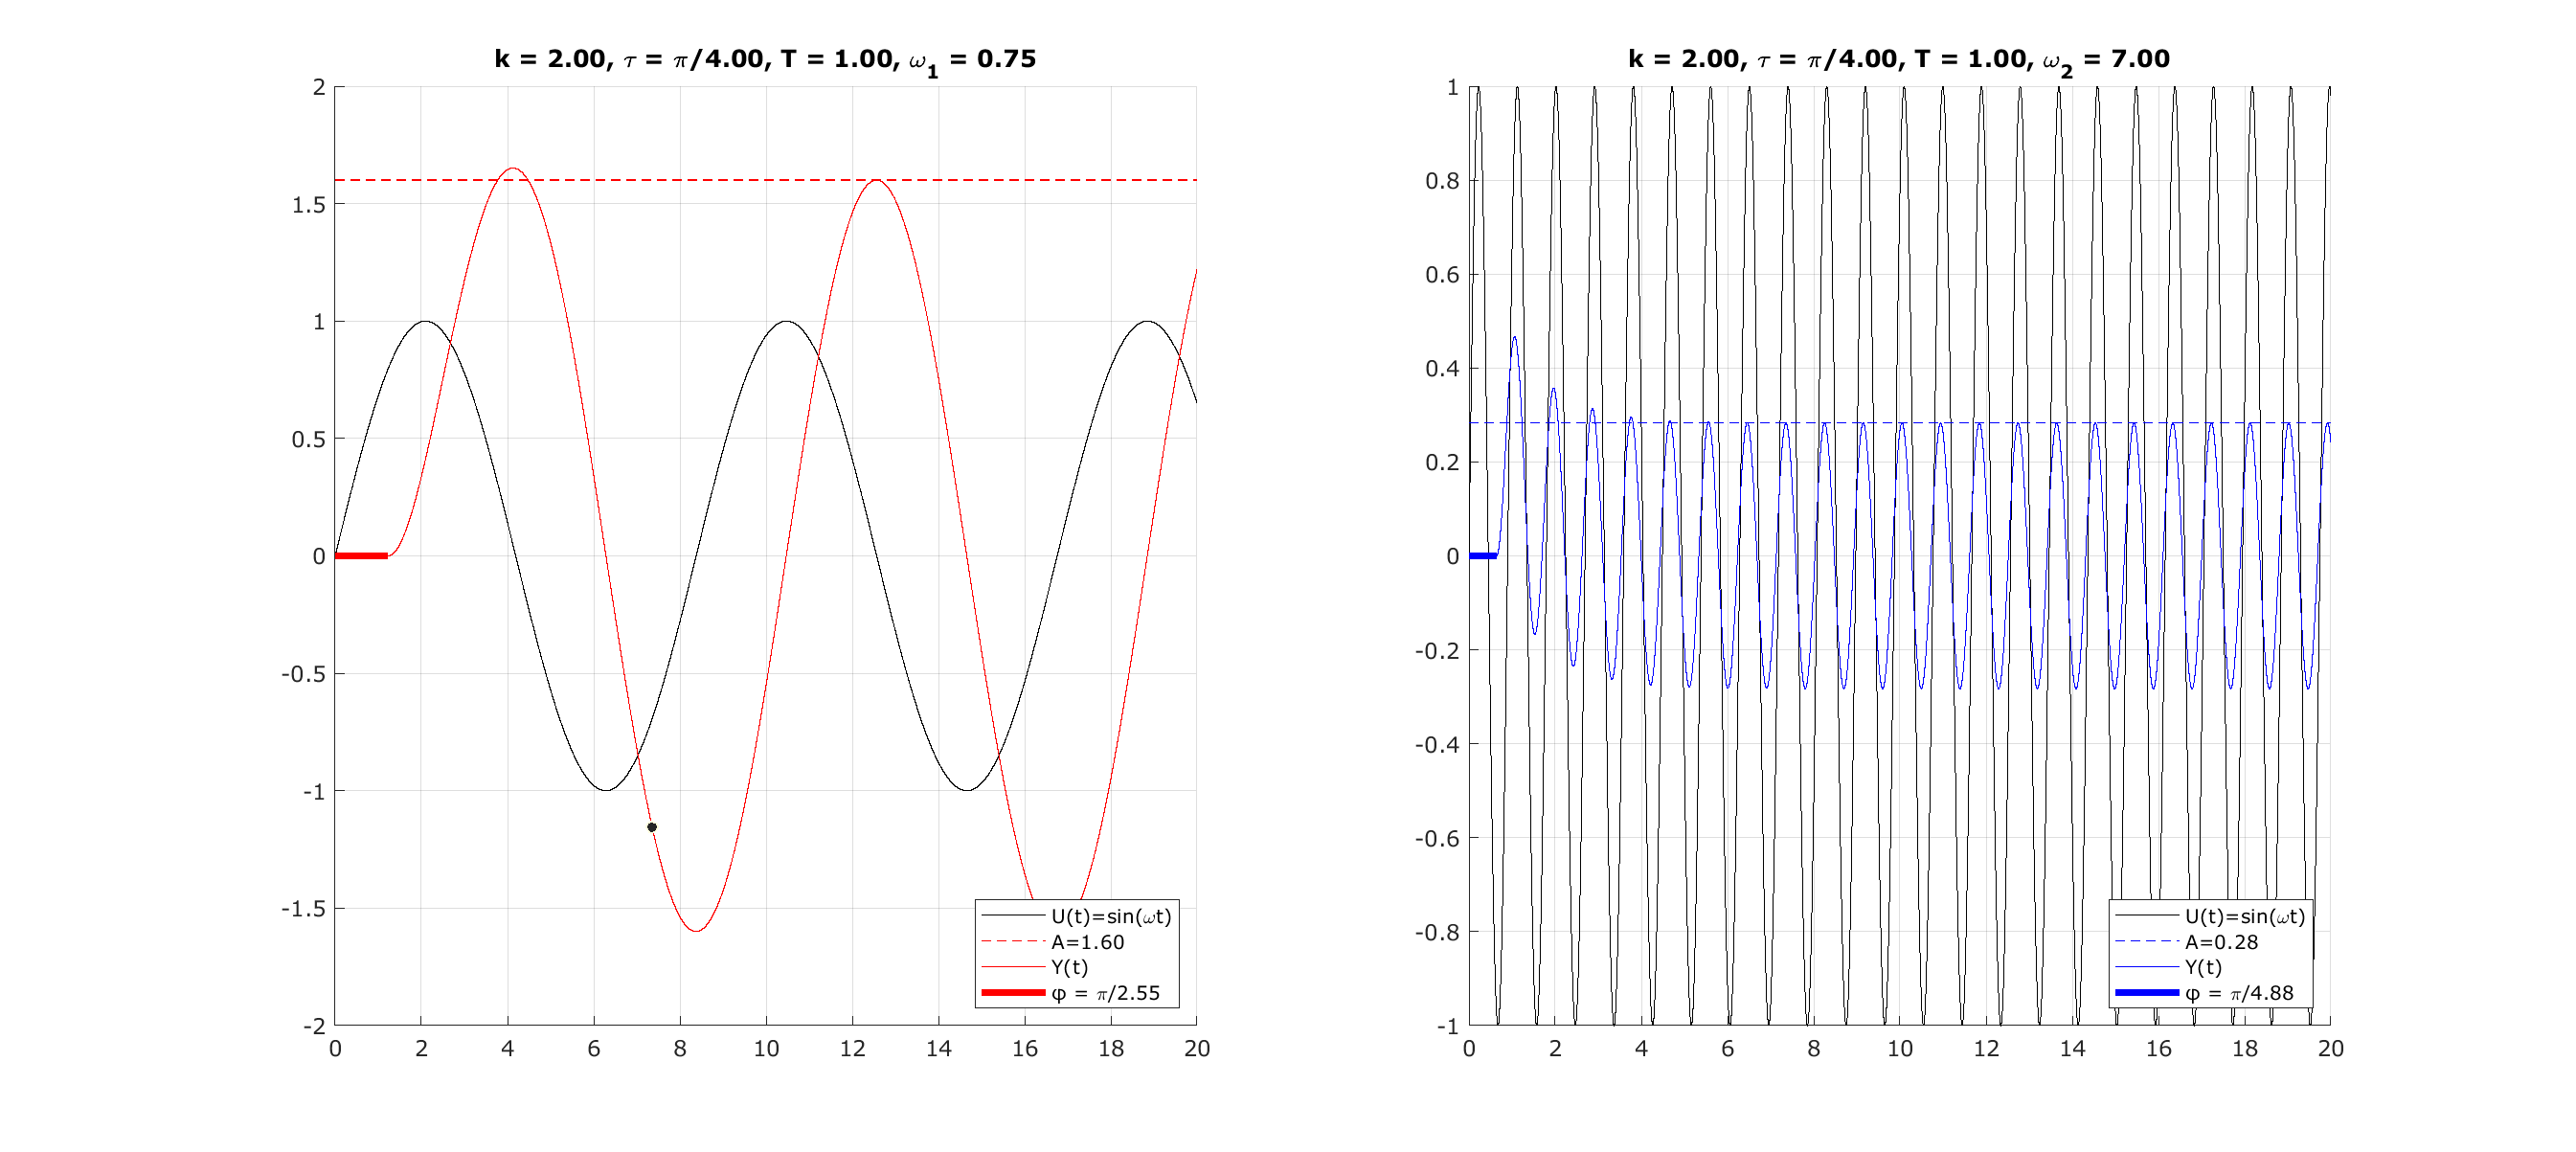 k = 2.00, τ = π/4.00, T = 1.00, ω₁ = 0.75
2
1.5
1
0.5
0
-0.5
-1
-1.5
-2
0 2 4 6 8 10 12 14 16 18 20
U(t)=sin(ωt)
A=1.60
Y(t)
φ = π/2.55
k = 2.00, τ = π/4.00, T = 1.00, ω₂ = 7.00
1
0.8
0.6
0.4
0.2
0
-0.2
-0.4
-0.6
-0.8
-1
0 2 4 6 8 10 12 14 16 18 20
U(t)=sin(ωt)
A=0.28
Y(t)
φ = π/4.88